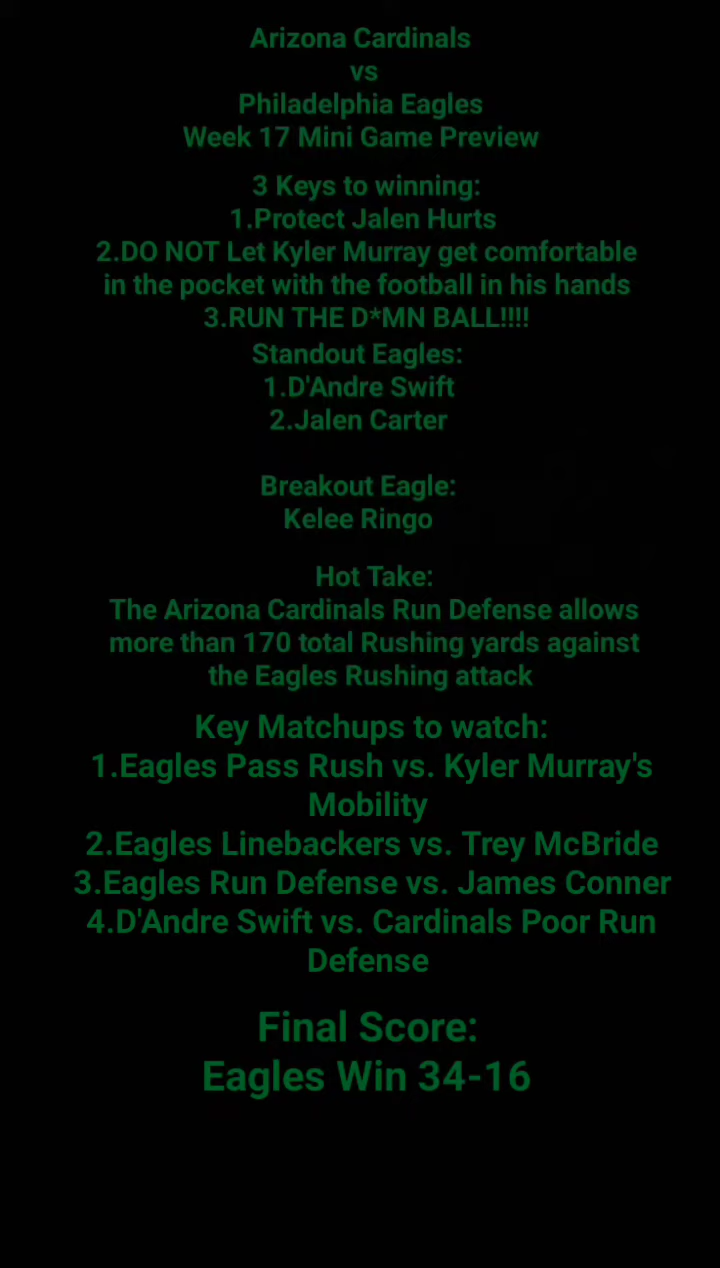 Arizona Cardinals
vs
Philadelphia Eagles
Week 17 Mini Game Preview
3 Keys to winning:
1.Protect Jalen Hurts
2.DO NOT Let Kyler Murray get comfortable
in the pocket with the football in his hands
3.RUN THE D*MN BALL!!!!
Standout Eagles:
1.D'Andre Swift
2.Jalen Carter
Breakout Eagle:
Kelee Ringo
Hot Take:
The Arizona Cardinals Run Defense allows
more than 170 total Rushing yards against
the Eagles Rushing attack
Key Matchups to watch:
1.Eagles Pass Rush vs. Kyler Murray's
Mobility
2.Eagles Linebackers vs. Trey McBride
3.Eagles Run Defense vs. James Conner
4.D'Andre Swift vs. Cardinals Poor Run
Defense
Final Score:
Eagles Win 34-16